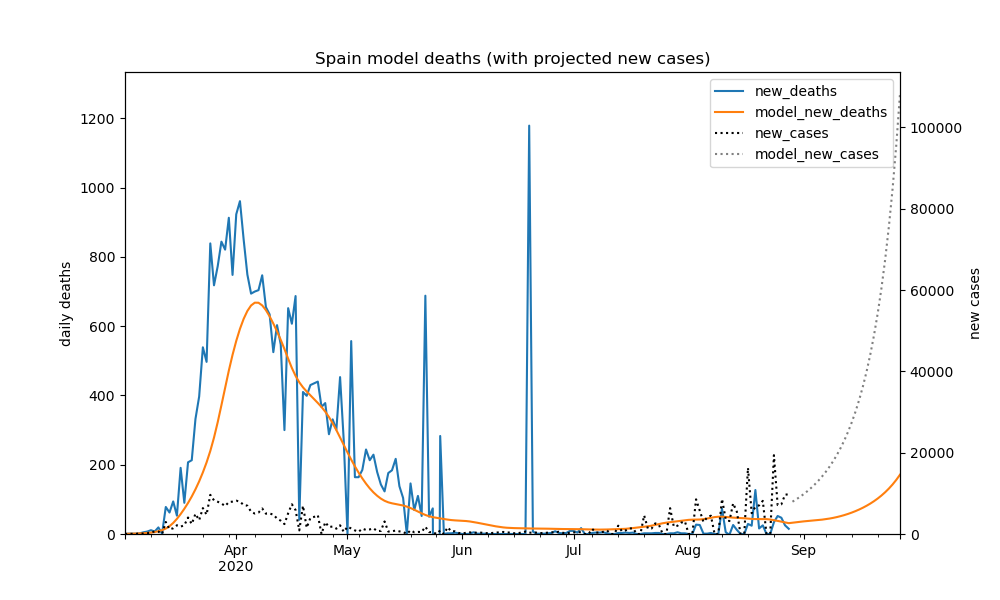 Spain model deaths (with projected new cases)
new_deaths
model_new_deaths
new_cases
model_new_cases
1200
1000
800
600
400
200
0
daily deaths
100000
80000
60000
40000
20000
0
new cases
Apr
2020
May
Jun
Jul
Aug
Sep